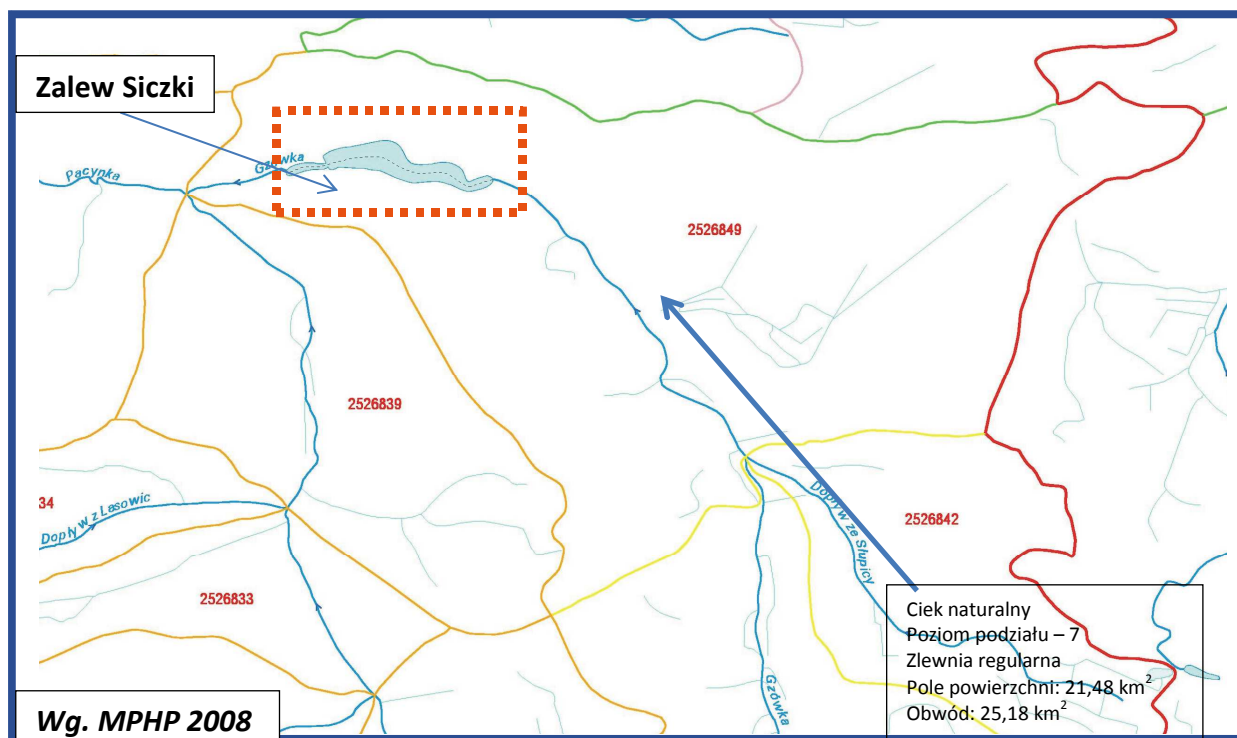 Zalew Siczki
Pacynka
Gzówka
2526849
2526839
34
Dopływ z Lasowic
Dopływ ze Słupicy
2526842
2526833
Gzówka
Ciek naturalny
Poziom podziału – 7
Zlewnia regularna
Pole powierzchni: 21,48 km²
Obwód: 25,18 km²
Wg. MPHP 2008